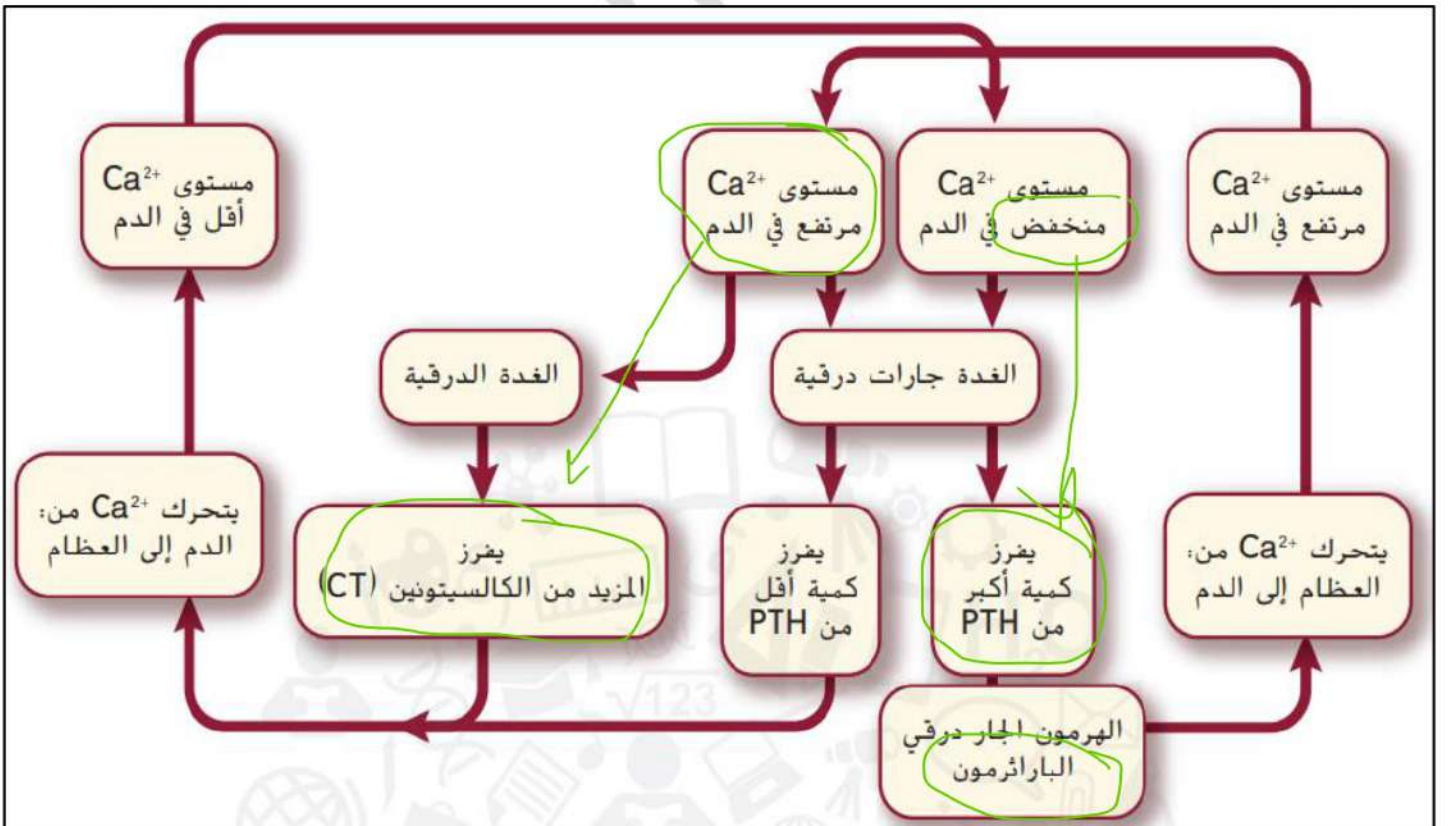 مستوى Ca²⁺
مرتفع في الدم
مستوى Ca²⁺
منخفض في الدم
مستوى Ca²⁺
مرتفع في الدم
مستوى Ca²⁺
أقل في الدم
الغدة جارات درقية
الغدة الدرقية
يتحرك Ca²⁺ من:
العظام إلى الدم
يفرز
كمية أكبر
من PTH
يفرز
كمية أقل
من PTH
يفرز
المزيد من الكالسيتونين (CT)
يتحرك Ca²⁺ من:
الدم إلى العظام
الهرمون الجار درقي
الباراثرمون
√123